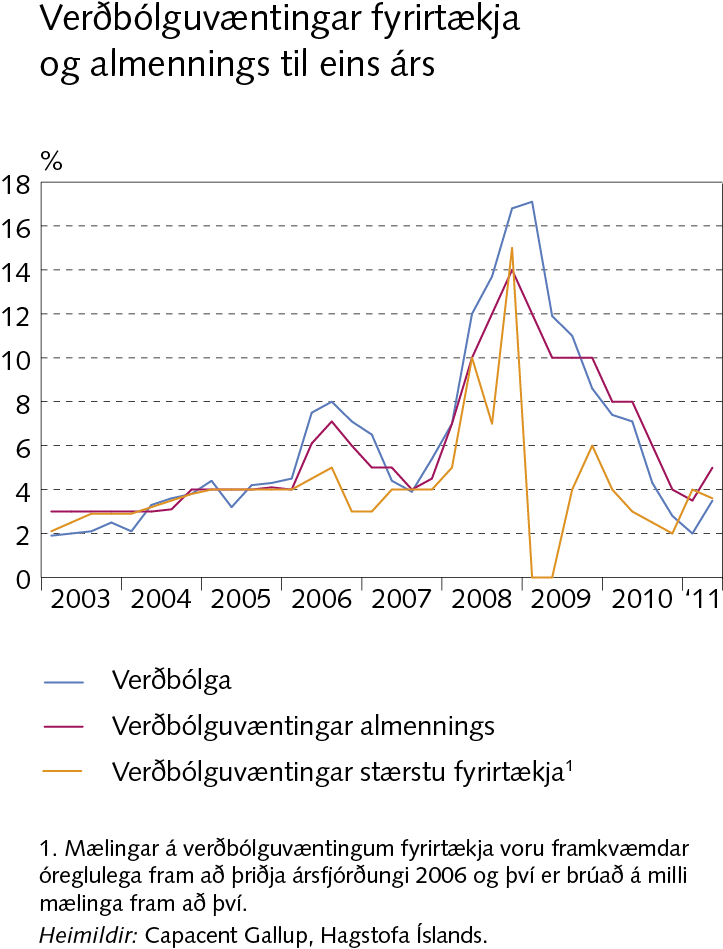 Verðbólguvæntingar fyrirtækja
og almennings til eins árs
%
18
16
14
12
10
8
6
4
2
0
2003 2004 2005 2006 2007 2008 2009 2010 '11
Verðbólga
Verðbólguvæntingar almennings
Verðbólguvæntingar stærstu fyrirtækja¹
1. Mælingar á verðbólguvæntingum fyrirtækja voru framkvæmdar
óreglulega fram að þriðja ársfjórðungi 2006 og því er brúað á milli
mælinga fram að því.
Heimildir: Capacent Gallup, Hagstofa Íslands.